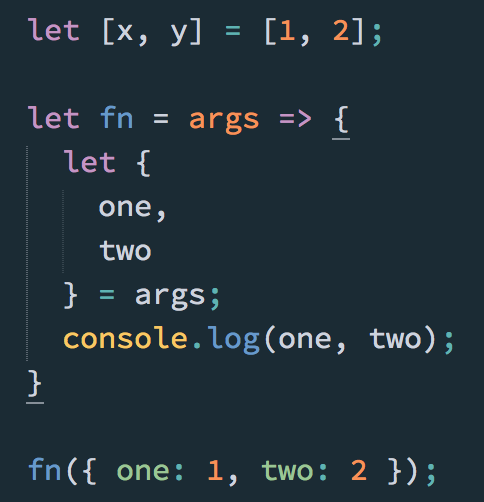 let [x, y] = [1, 2];
let fn = args => {
let {
one,
two
} = args;
console.log(one, two);
}
fn({ one: 1, two: 2 });